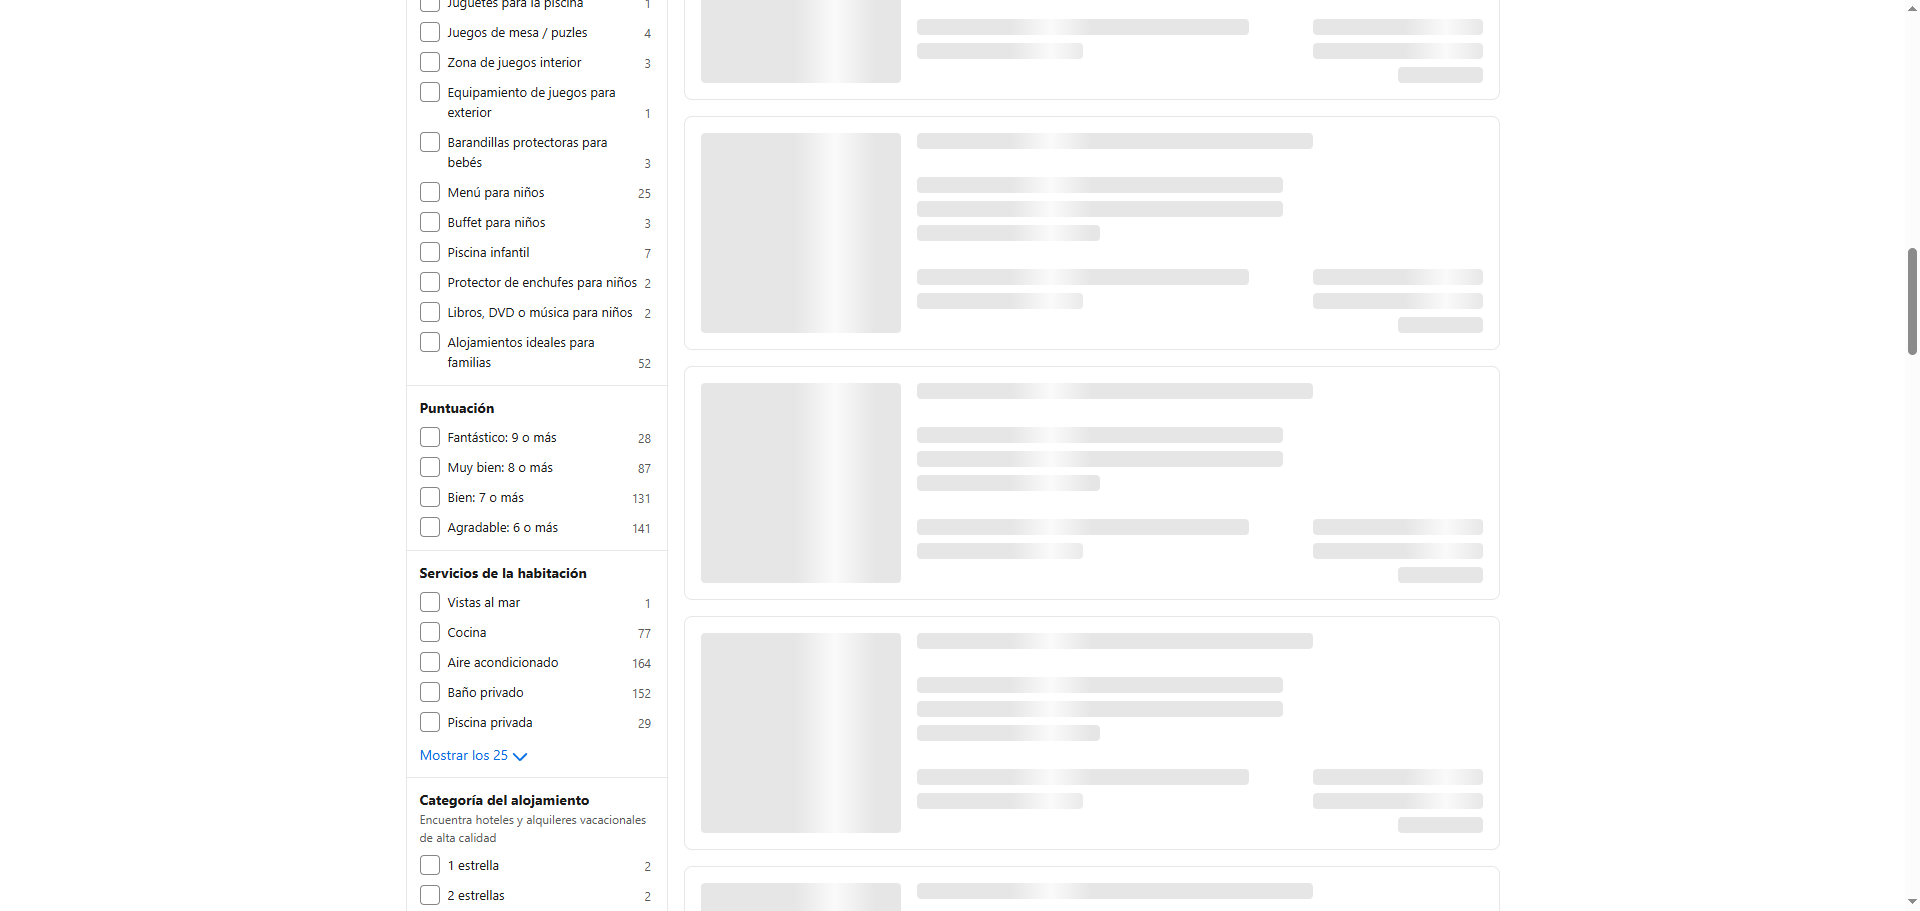 Juguetes para la piscina 1
Juegos de mesa / puzles 4
Zona de juegos interior 3
Equipamiento de juegos para
exterior 1
Barandillas protectoras para
bebés 3
Menú para niños 25
Buffet para niños 3
Piscina infantil 7
Protector de enchufes para niños 2
Libros, DVD o música para niños 2
Alojamientos ideales para
familias 52
Puntuación
Fantástico: 9 o más 28
Muy bien: 8 o más 87
Bien: 7 o más 131
Agradable: 6 o más 141
Servicios de la habitación
Vistas al mar 1
Cocina 77
Aire acondicionado 164
Baño privado 152
Piscina privada 29
Mostrar los 25
Categoría del alojamiento
Encuentra hoteles y alquileres vacacionales
de alta calidad
1 estrella 2
2 estrellas 2